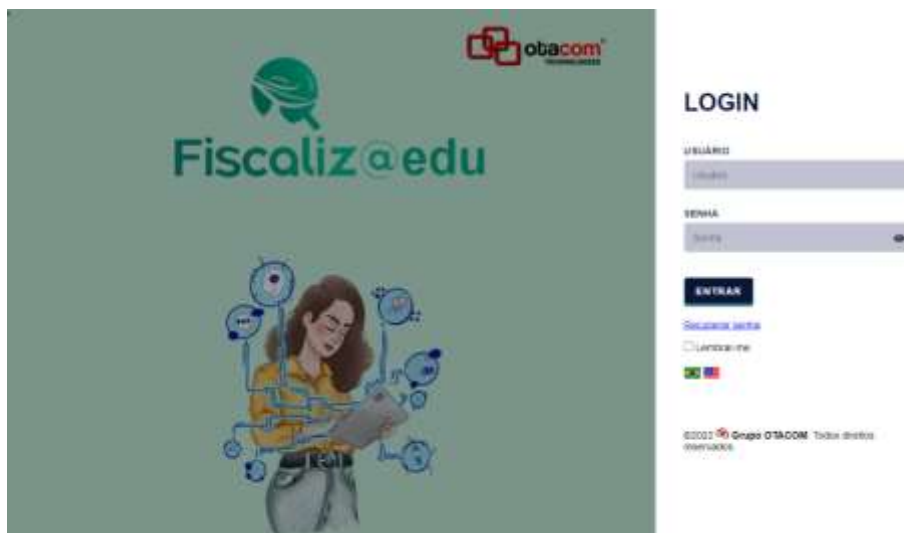 otacom
TECHNOLOGIES
Fiscaliz@edu
LOGIN
USUÁRIO
Usuário
SENHA
Senha
ENTRAR
Recuperar senha
Lembrar-me
©2022 Grupo OTACOM. Todos direitos
reservados.